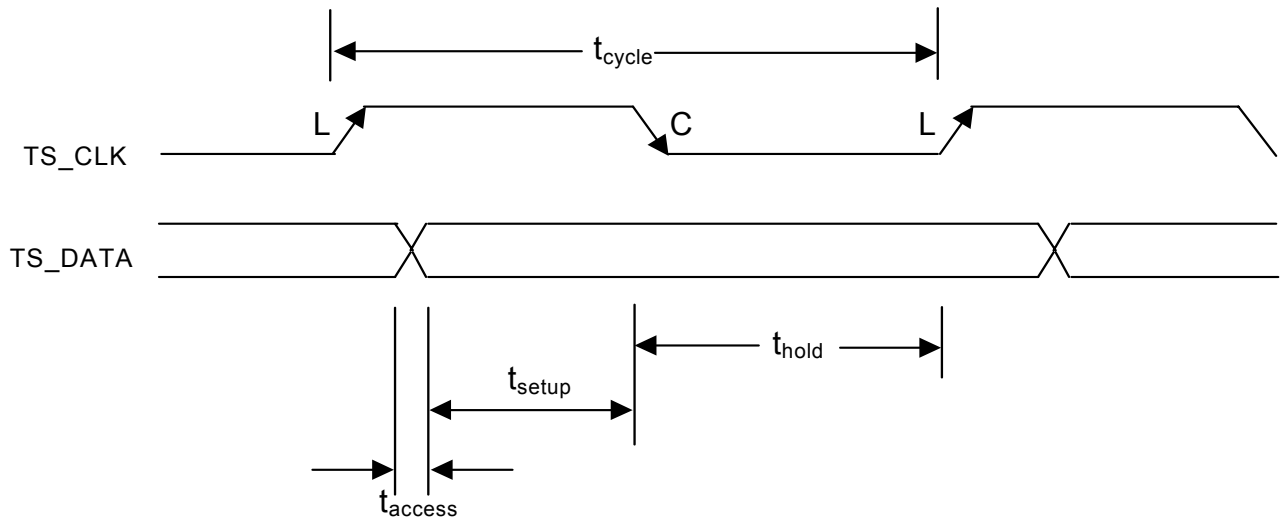 tcycle
L
C
L
TS_CLK
TS_DATA
thold
tsetup
taccess